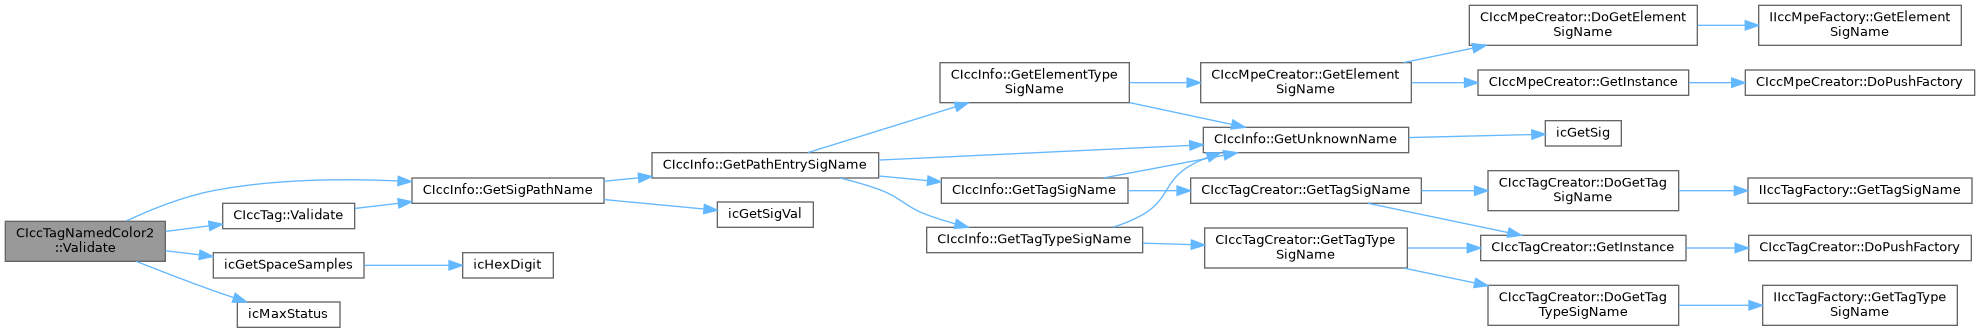 CIccTagNamedColor2
::Validate
CIccInfo::GetSigPathName
CIccTag::Validate
icGetSpaceSamples
icMaxStatus
icHexDigit
CIccInfo::GetPathEntrySigName
icGetSigVal
CIccInfo::GetElementType
SigName
CIccInfo::GetTagSigName
CIccInfo::GetTagTypeSigName
CIccMpeCreator::GetElement
SigName
CIccInfo::GetUnknownName
CIccTagCreator::GetTagSigName
CIccTagCreator::GetTagType
SigName
CIccMpeCreator::DoGetElement
SigName
CIccMpeCreator::GetInstance
icGetSig
CIccTagCreator::DoGetTag
SigName
CIccTagCreator::GetInstance
CIccTagCreator::DoGetTag
TypeSigName
IIccMpeFactory::GetElement
SigName
CIccMpeCreator::DoPushFactory
IIccTagFactory::GetTagSigName
CIccTagCreator::DoPushFactory
IIccTagFactory::GetTagType
SigName